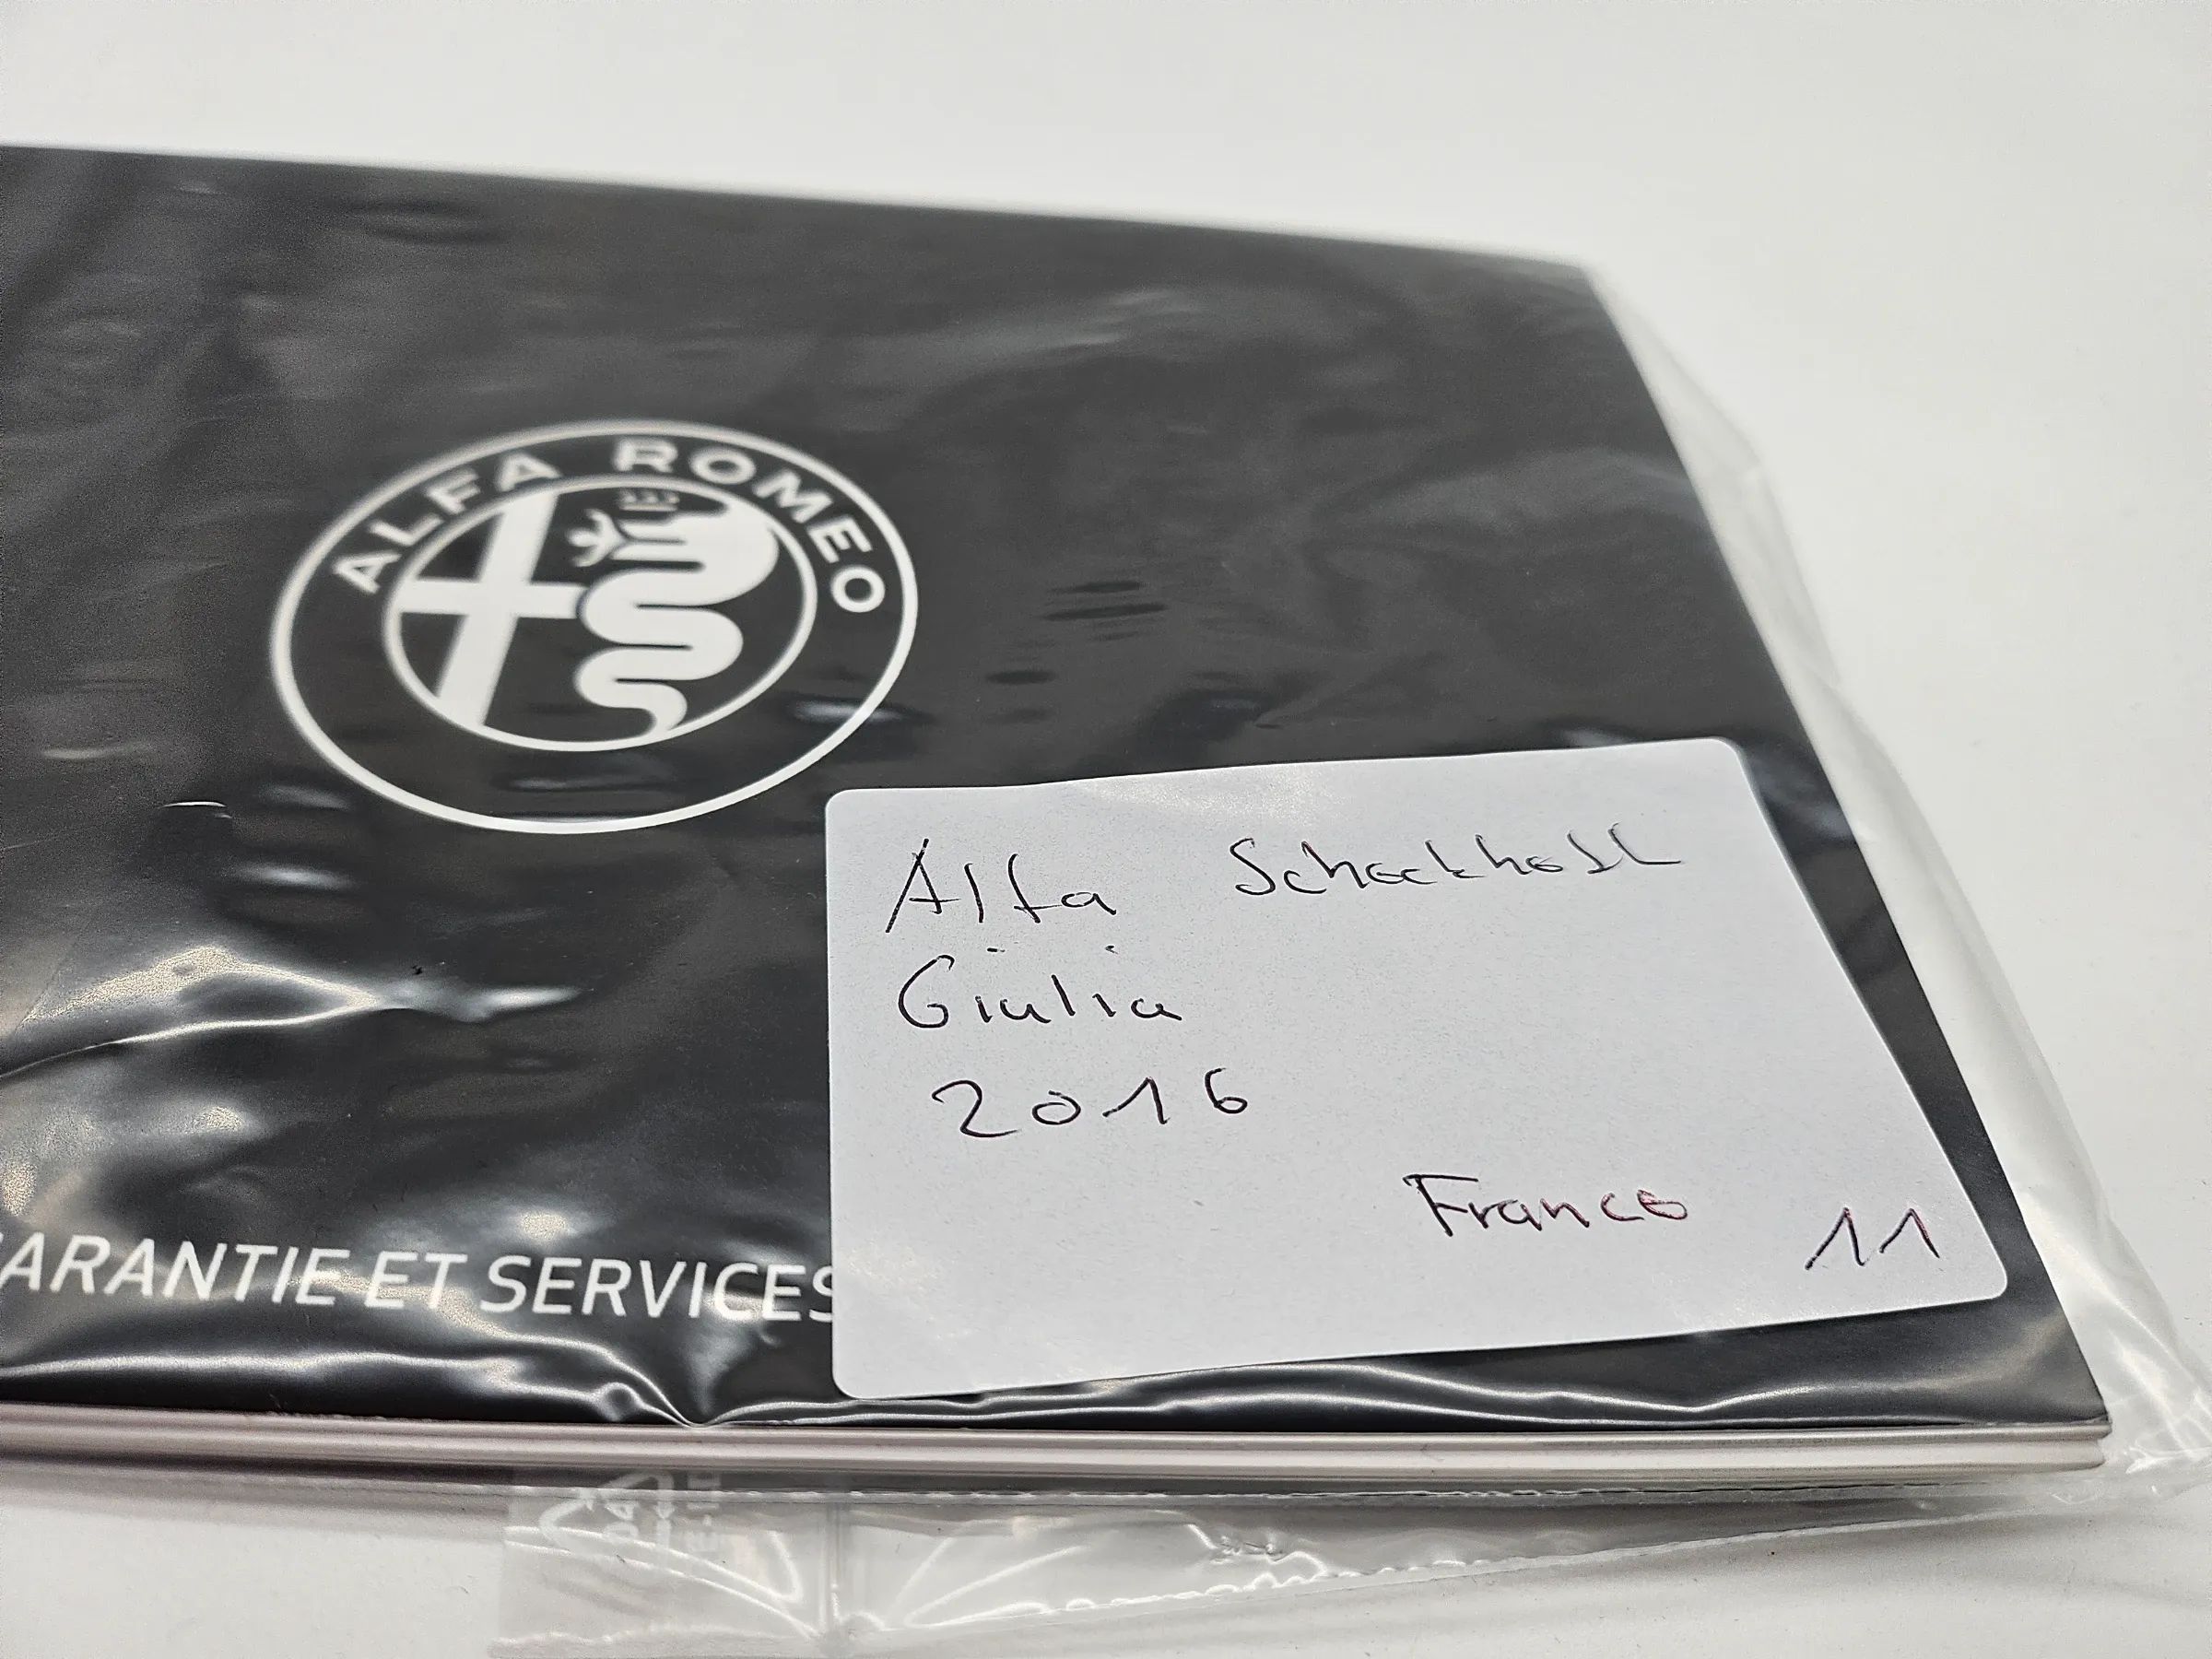 ALFA ROMEO
Alfa Scheckheft
Giulia
2016
Franco 11
ARANTIE ET SERVICES